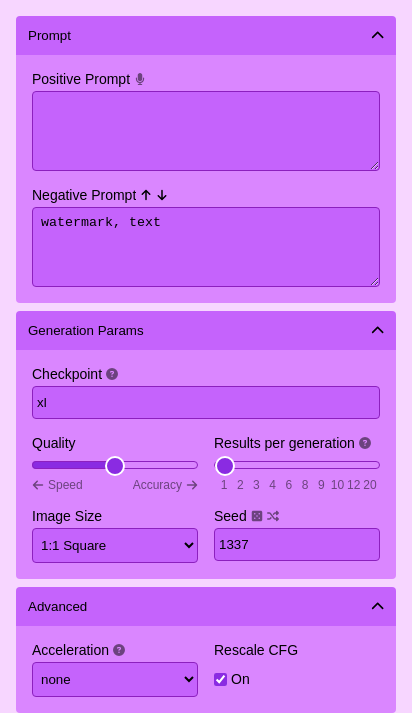 Prompt
Positive Prompt
Negative Prompt
watermark, text
Generation Params
Checkpoint ?
xl
Quality
Results per generation ?
Speed
Accuracy
1 2 3 4 6 8 9 10 12 20
Image Size
Seed
1:1 Square
1337
Advanced
Acceleration ?
Rescale CFG
none
On